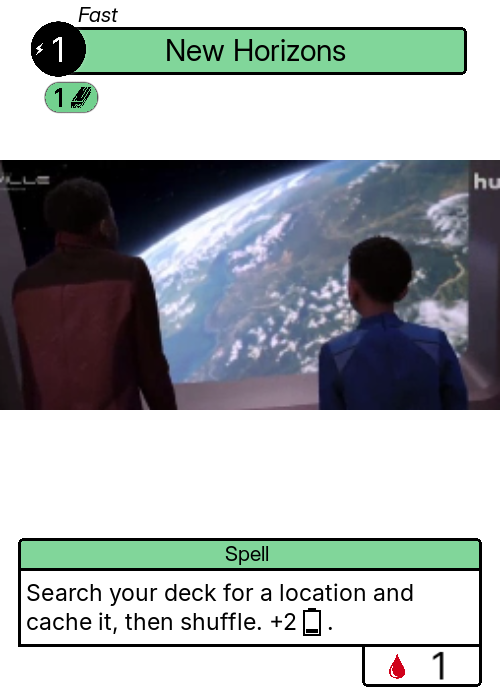 Fast
1 New Horizons
1
VILLE
hu
Spell
Search your deck for a location and
cache it, then shuffle. +2 .
1